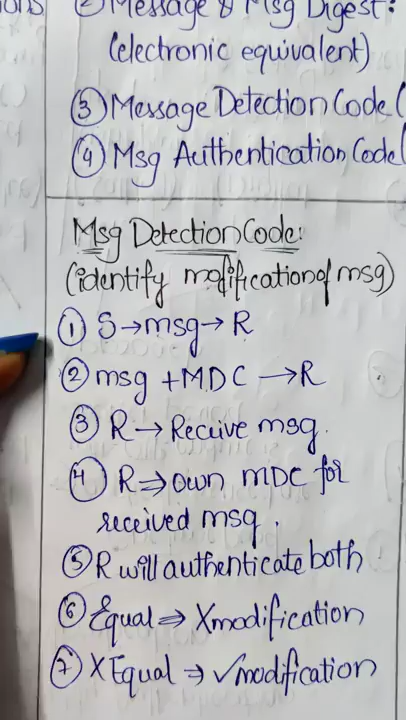 ② Message & Msg Digest:
(electronic equivalent)
③ Message Detection Code (
④ Msg Authentication Code (
Msg Detection Code:
(identify modification of msg)
① S → msg → R
② msg + MDC → R
③ R → Receive msg.
④ R ⇒ own MDC for
received msg.
⑤ R will authenticate both
⑥ Equal ⇒ X modification
⑦ X Equal → ✓modification